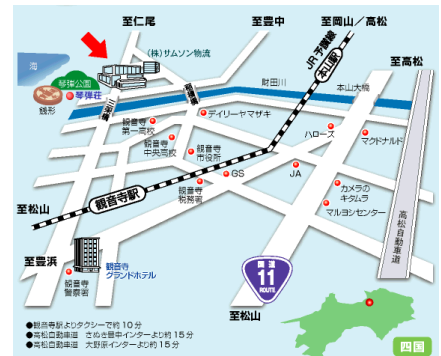 至仁尾
至豊中
至岡山／高松
(株)サムソン物流
JR予讃線
本山駅
至高松
海
琴弾公園
琴弾荘
銭形
三架橋
財田川
本山大橋
デイリーヤマザキ
観音寺
第一高校
観音寺
中央高校
観音寺
市役所
ハローズ
マクドナルド
観音寺
税務署
GS
JA
カメラの
キタムラ
マルヨシセンター
至松山
観音寺駅
高松自動車道
至豊浜
観音寺
グランドホテル
観音寺
警察署
国道
11
ROUTE
至松山
四国
●観音寺駅よりタクシーで約10分
●高松自動車道 さぬき豊中インターより約15分
●高松自動車道 大野原インターより約15分